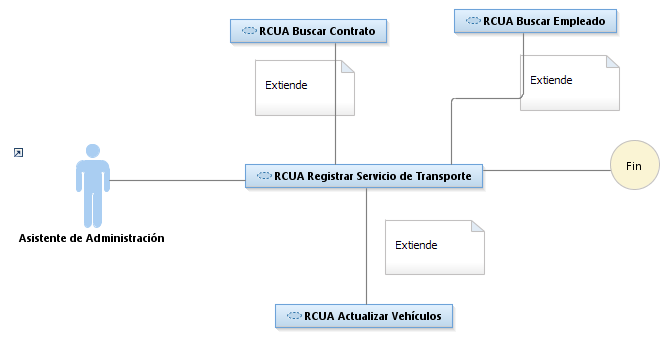 RCUA Buscar Empleado
RCUA Buscar Contrato
Extiende
Extiende
Fin
RCUA Registrar Servicio de Transporte
Asistente de Administración
Extiende
RCUA Actualizar Vehículos